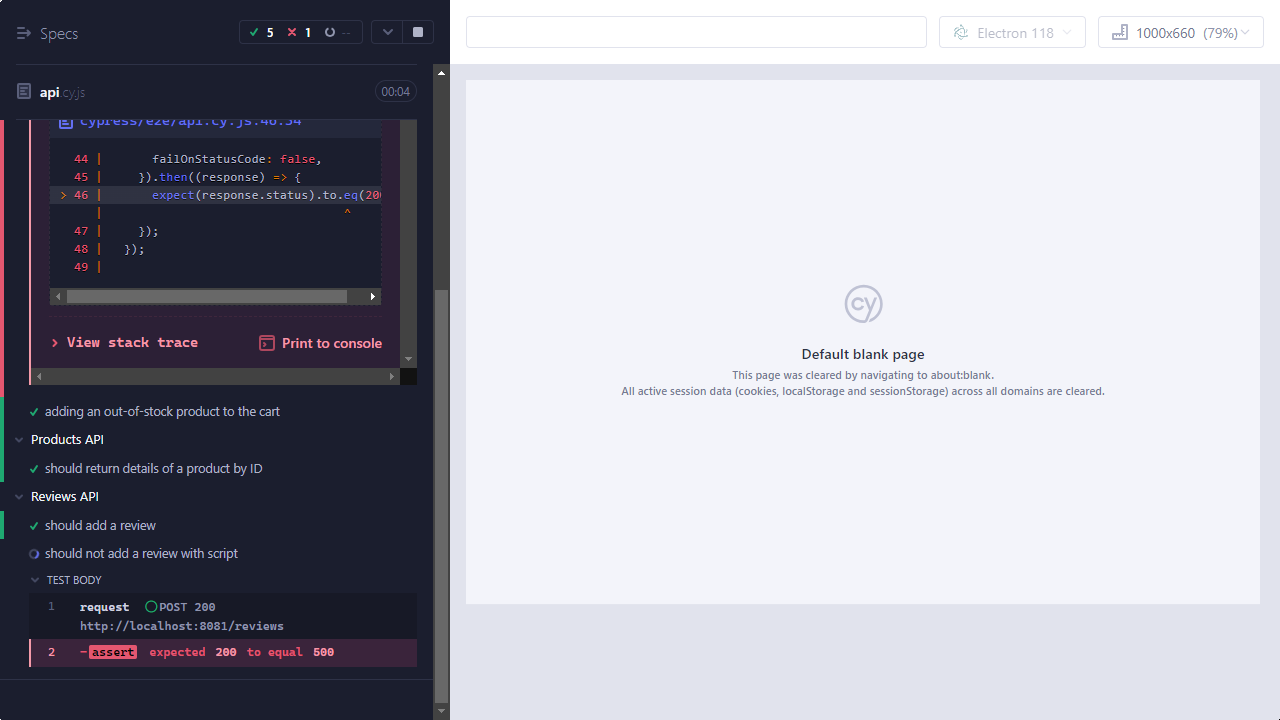 Specs
5
1
--
Electron 118
1000x660 (79%)
api.cy.js
00:04
cypress/e2e/api.cy.js:46:34
44 | failOnStatusCode: false,
45 | }).then((response) => {
> 46 | expect(response.status).to.eq(200
| ^
47 | });
48 | });
49 |
View stack trace
Print to console
adding an out-of-stock product to the cart
Products API
should return details of a product by ID
Reviews API
should add a review
should not add a review with script
TEST BODY
1 request POST 200
http://localhost:8081/reviews
2 -assert expected 200 to equal 500
cy
Default blank page
This page was cleared by navigating to about:blank.
All active session data (cookies, localStorage and sessionStorage) across all domains are cleared.